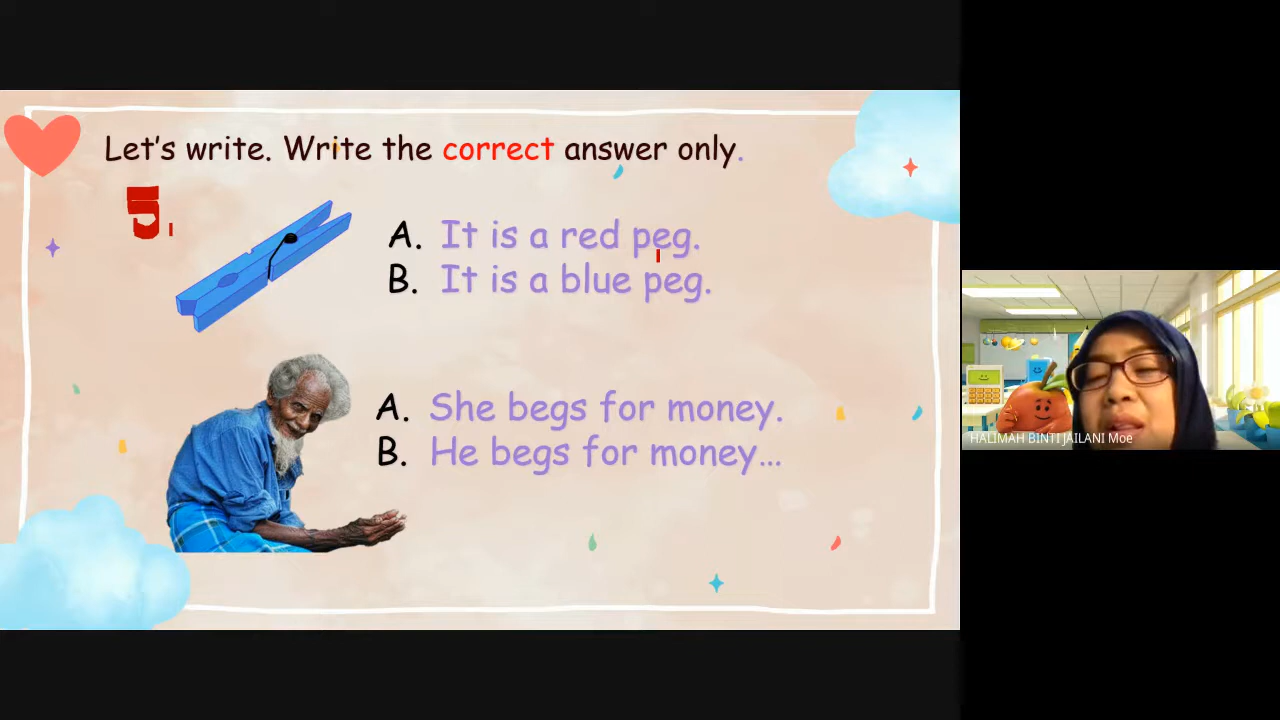 Let's write. Write the correct answer only.
5.
A. It is a red peg.
B. It is a blue peg.
A. She begs for money.
B. He begs for money...
HALIMAH BINTI JAILANI Moe